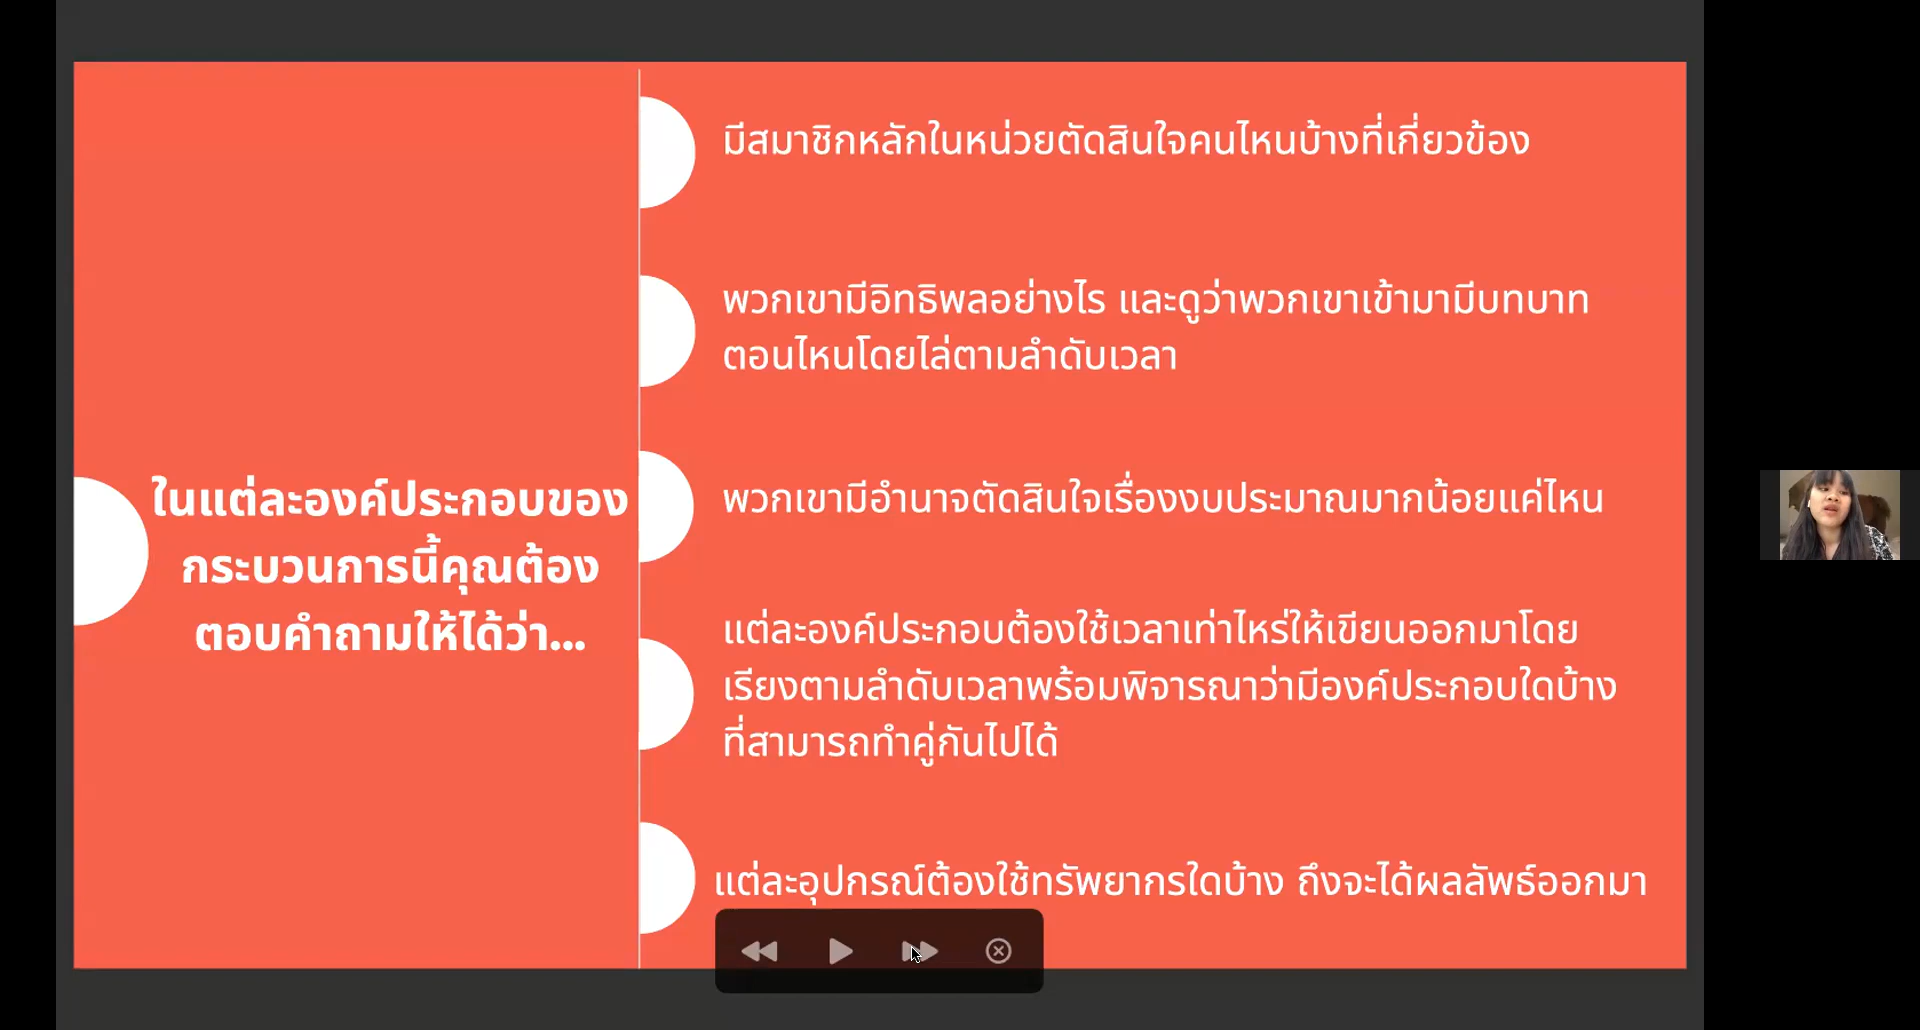 ในแต่ละองค์ประกอบของ
กระบวนการนี้คุณต้อง
ตอบคำถามให้ได้ว่า...
มีสมาชิกหลักในหน่วยตัดสินใจคนไหนบ้างที่เกี่ยวข้อง
พวกเขามีอิทธิพลอย่างไร และดูว่าพวกเขาเข้ามามีบทบาท
ตอนไหนโดยไล่ตามลำดับเวลา
พวกเขามีอำนาจตัดสินใจเรื่องงบประมาณมากน้อยแค่ไหน
แต่ละองค์ประกอบต้องใช้เวลาเท่าไหร่ให้เขียนออกมาโดย
เรียงตามลำดับเวลาพร้อมพิจารณาว่ามีองค์ประกอบใดบ้าง
ที่สามารถทำคู่กันไปได้
แต่ละอุปกรณ์ต้องใช้ทรัพยากรใดบ้าง ถึงจะได้ผลลัพธ์ออกมา